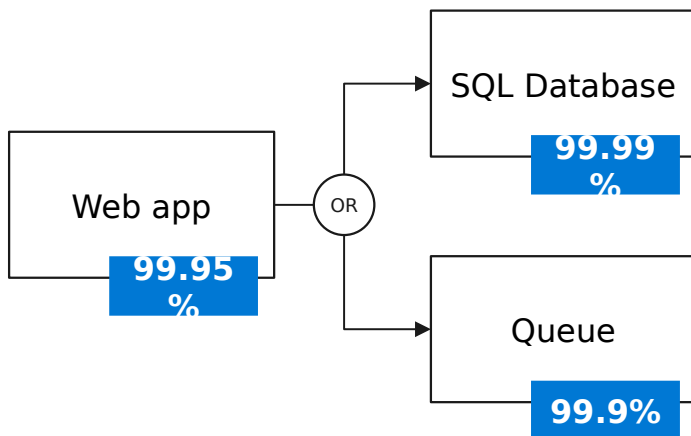 SQL Database
99.99
%
Web app
OR
99.95
%
Queue
99.9%